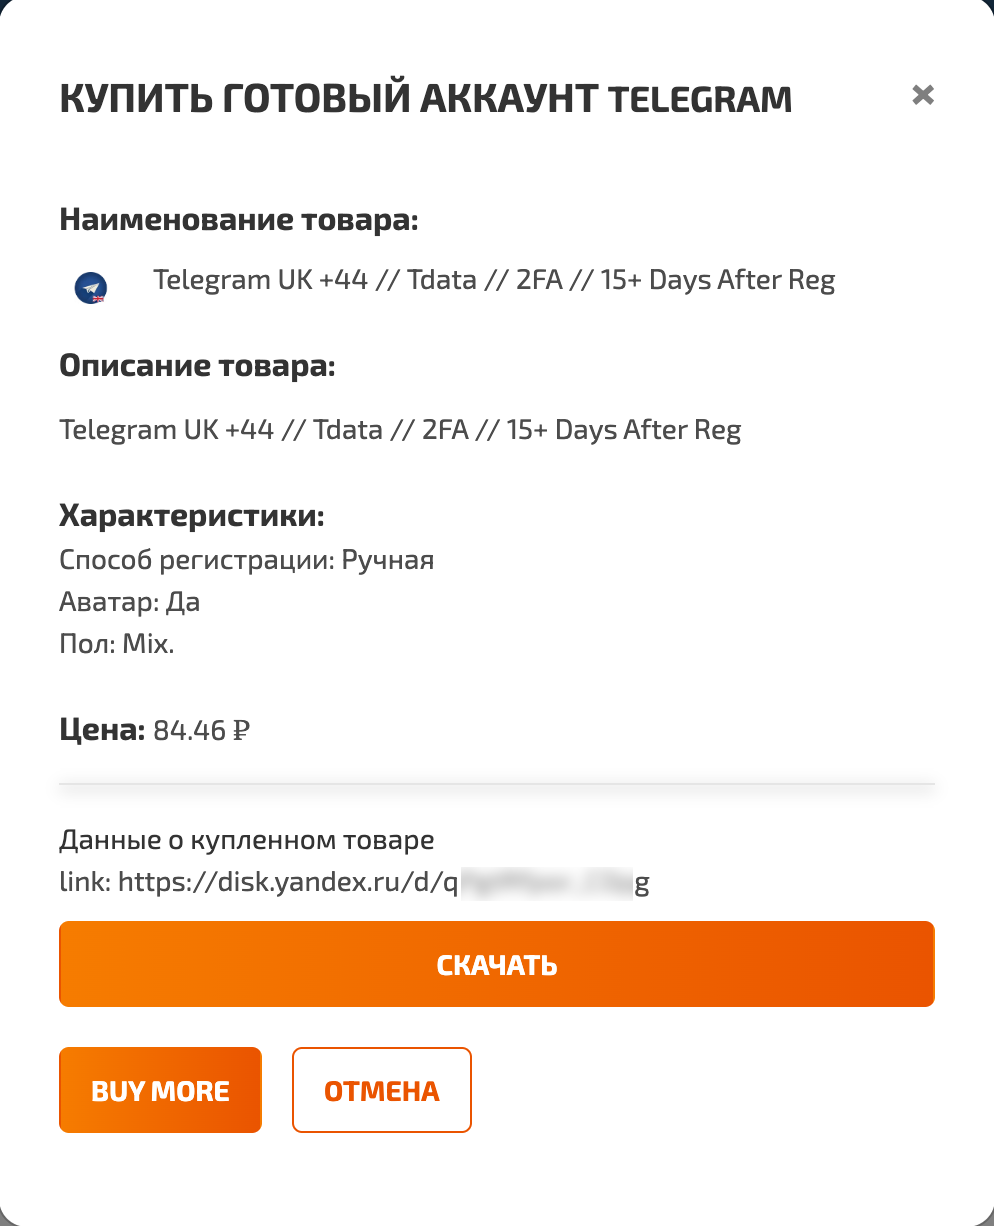 КУПИТЬ ГОТОВЫЙ АККАУНТ TELEGRAM
Наименование товара:
Telegram UK +44 // Tdata // 2FA // 15+ Days After Reg
Описание товара:
Telegram UK +44 // Tdata // 2FA // 15+ Days After Reg
Характеристики:
Способ регистрации: Ручная
Аватар: Да
Пол: Mix.
Цена: 84.46 ₽
Данные о купленном товаре
link: https://disk.yandex.ru/d/q g
СКАЧАТЬ
BUY MORE
ОТМЕНА